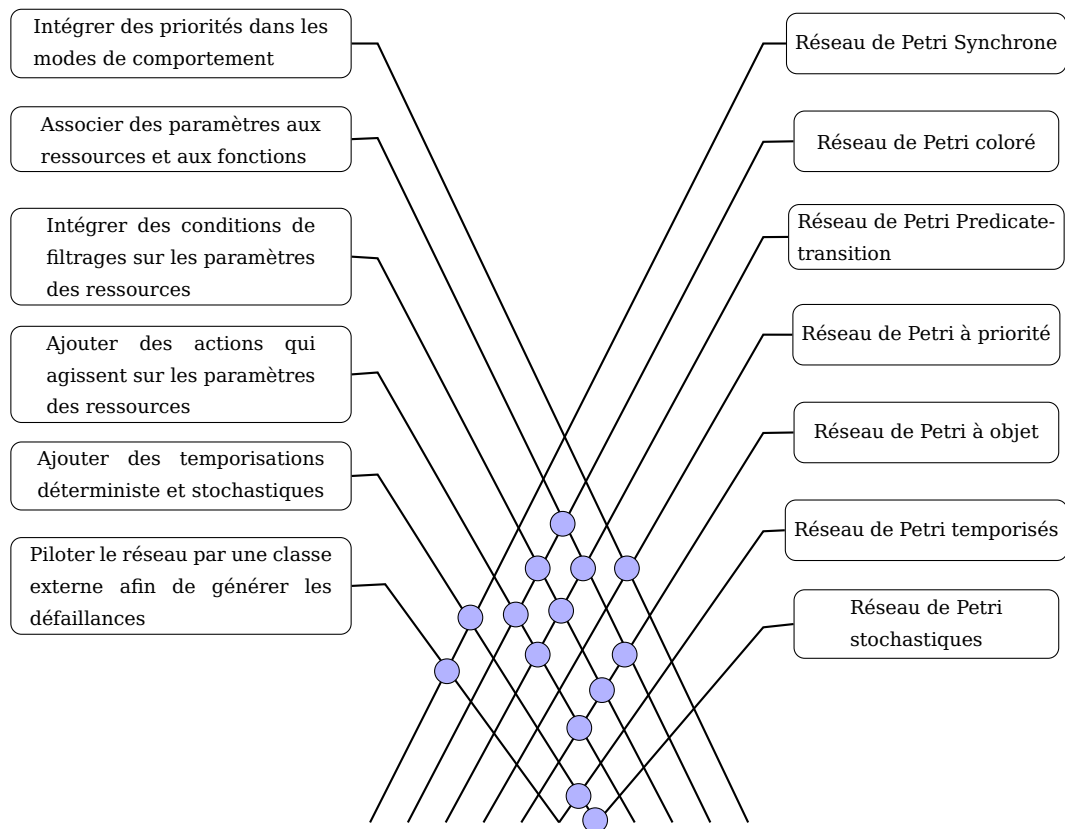 Intégrer des priorités dans les
modes de comportement
Associer des paramètres aux
ressources et aux fonctions
Intégrer des conditions de
filtrages sur les paramètres
des ressources
Ajouter des actions qui
agissent sur les paramètres
des ressources
Ajouter des temporisations
déterministe et stochastiques
Piloter le réseau par une classe
externe afin de générer les
défaillances
Réseau de Petri Synchrone
Réseau de Petri coloré
Réseau de Petri Predicate-
transition
Réseau de Petri à priorité
Réseau de Petri à objet
Réseau de Petri temporisés
Réseau de Petri
stochastiques